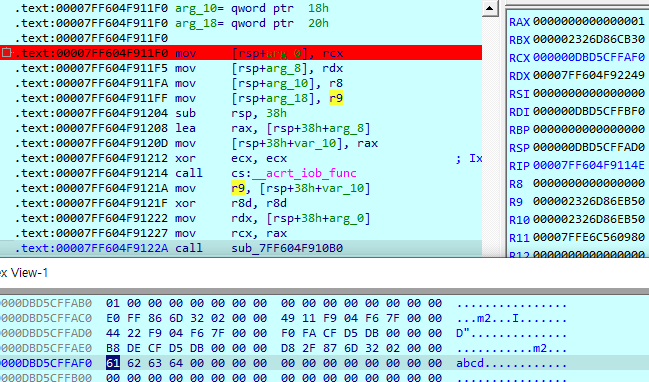 .text:00007FF604F911F0 arg_10= qword ptr  18h
.text:00007FF604F911F0 arg_18= qword ptr  20h
.text:00007FF604F911F0
.text:00007FF604F911F0 mov     [rsp+arg_0], rcx
.text:00007FF604F911F5 mov     [rsp+arg_8], rdx
.text:00007FF604F911FA mov     [rsp+arg_10], r8
.text:00007FF604F911FF mov     [rsp+arg_18], r9
.text:00007FF604F91204 sub     rsp, 38h
.text:00007FF604F91208 lea     rax, [rsp+38h+arg_8]
.text:00007FF604F9120D mov     [rsp+38h+var_10], rax
.text:00007FF604F91212 xor     ecx, ecx        ; Ix
.text:00007FF604F91214 call    cs:__acrt_iob_func
.text:00007FF604F9121A mov     r9, [rsp+38h+var_10]
.text:00007FF604F9121F xor     r8d, r8d
.text:00007FF604F91222 mov     rdx, [rsp+38h+arg_0]
.text:00007FF604F91227 mov     rcx, rax
.text:00007FF604F9122A call    sub_7FF604F910B0
RAX 0000000000000001
RBX 000002326D86CB30
RCX 000000DBD5CFFAF0
RDX 00007FF604F92249
RSI 0000000000000000
RDI 000000DBD5CFFBF0
RBP 0000000000000000
RSP 000000DBD5CFFAD0
RIP 00007FF604F9114E
R8  0000000000000000
R9  000002326D86EB50
R10 000002326D86EB50
R11 00007FFE6C560980
R12 0000000000000000
ex View-1
0000DBD5CFFAB0  01 00 00 00 00 00 00 00  00 00 00 00 00 00 00 00  ................
0000DBD5CFFAC0  E0 FF 86 6D 32 02 00 00  49 11 F9 04 F6 7F 00 00  ...m2...I.......
0000DBD5CFFAD0  44 22 F9 04 F6 7F 00 00  F0 FA CF D5 DB 00 00 00  D"..............
0000DBD5CFFAE0  B8 DE CF D5 DB 00 00 00  D8 2F 87 6D 32 02 00 00  ...........m2...
0000DBD5CFFAF0  61 62 63 64 00 00 00 00  00 00 00 00 00 00 00 00  abcd............
0000DBD5CFFB00  00 00 00 00 00 00 00 00  00 00 00 00 00 00 00 00  ................